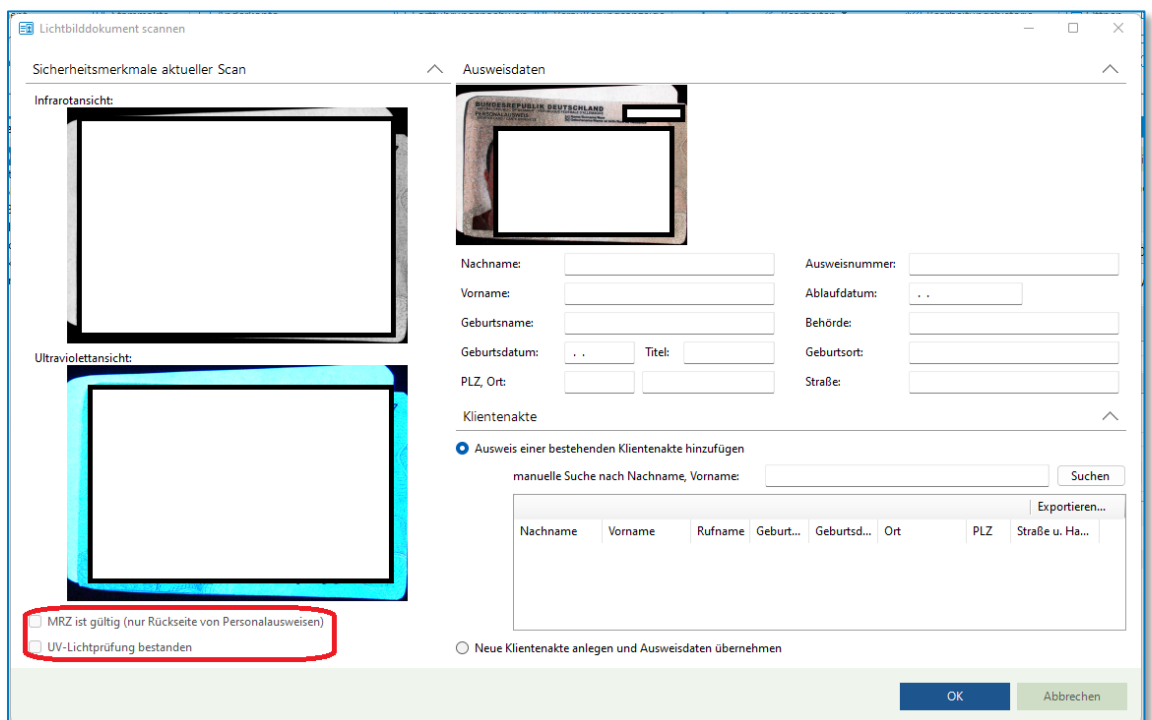 Lichtbilddokument scannen
Sicherheitsmerkmale aktueller Scan
Infrarotansicht:
Ultraviolettansicht:
MRZ ist gültig (nur Rückseite von Personalausweisen)
UV-Lichtprüfung bestanden
Ausweisdaten
BUNDESREPUBLIK DEUTSCHLAND
PERSONALAUSWEIS
Nachname:
Ausweisnummer:
Vorname:
Ablaufdatum: . .
Geburtsname:
Behörde:
Geburtsdatum: . . Titel:
Geburtsort:
PLZ, Ort:
Straße:
Klientenakte
Ausweis einer bestehenden Klientenakte hinzufügen
manuelle Suche nach Nachname, Vorname: Suchen
Exportieren...
Nachname Vorname Rufname Geburt... Geburtsd... Ort PLZ Straße u. Ha...
Neue Klientenakte anlegen und Ausweisdaten übernehmen
OK Abbrechen